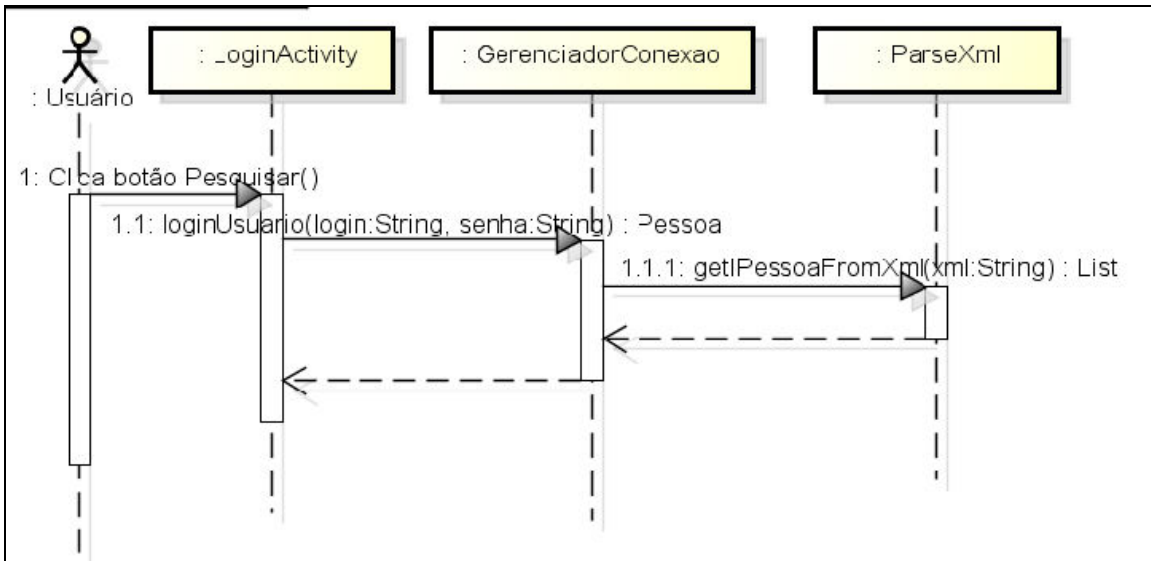 : LoginActivity
: GerenciadorConexao
: ParseXml
: Usuário
1: Clica botão Pesquisar()
1.1: loginUsuario(login:String, senha:String) : Pessoa
1.1.1: getlPessoaFromXml(xml:String) : List